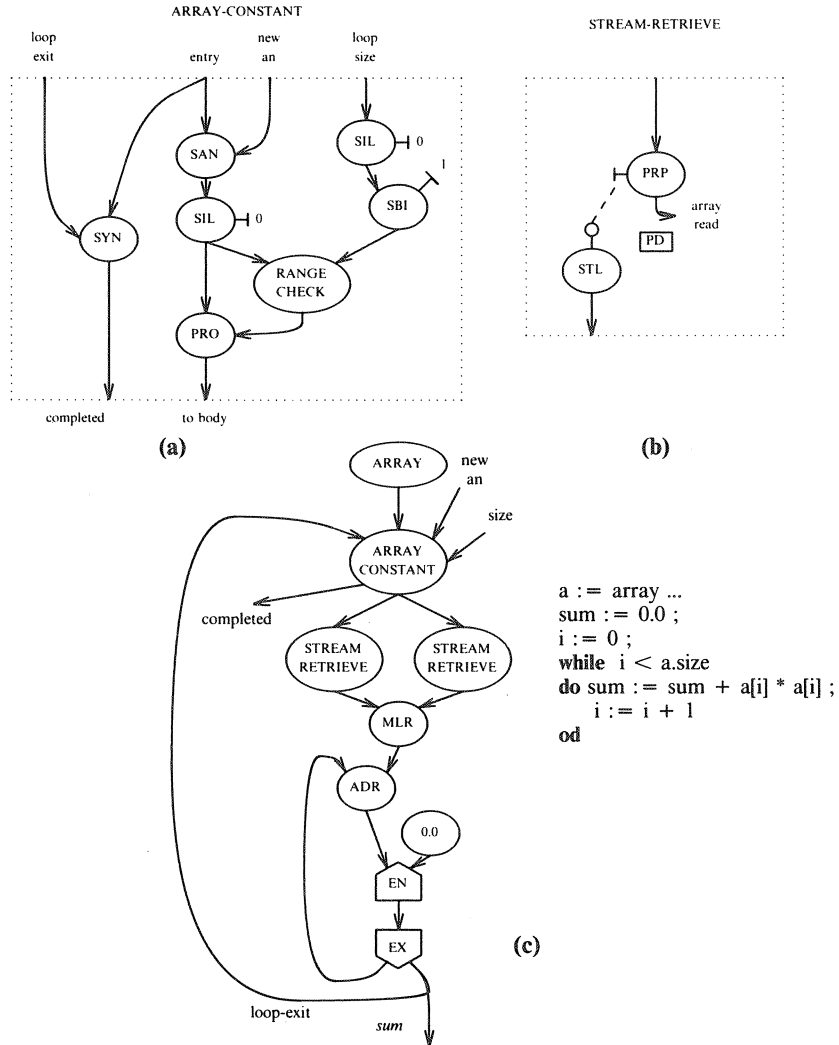 ARRAY-CONSTANT
loop
exit
entry
new
an
loop
size
SAN
SIL
0
SBI
1
SIL
0
SYN
RANGE
CHECK
PRO
completed
to body
(a)
STREAM-RETRIEVE
PRP
array
read
PD
STL
(b)
ARRAY
new
an
size
ARRAY
CONSTANT
completed
STREAM
RETRIEVE
STREAM
RETRIEVE
MLR
ADR
0.0
EN
EX
loop-exit
sum
(c)
a := array ...
sum := 0.0 ;
i := 0 ;
while i < a.size
do sum := sum + a[i] * a[i] ;
i := i + 1
od